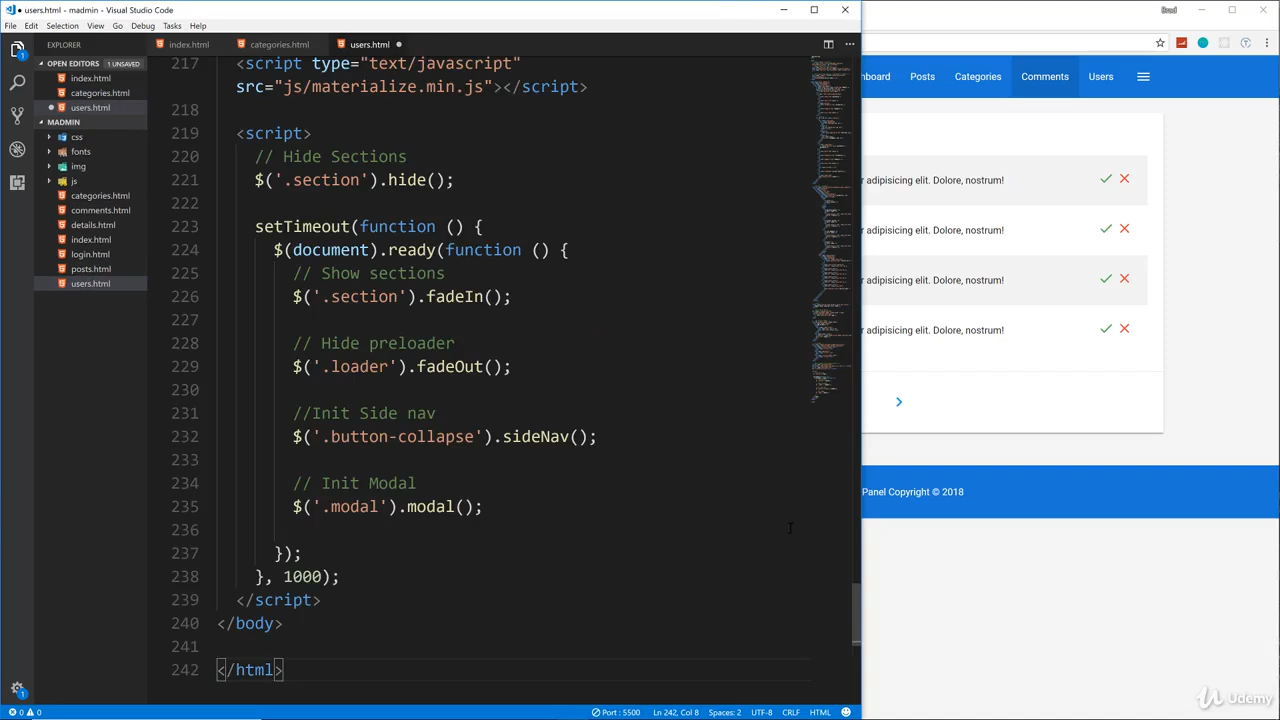 users.html - madmin - Visual Studio Code
File Edit Selection View Go Debug Tasks Help
EXPLORER
OPEN EDITORS 1 UNSAVED
index.html
categories.html
users.html
MADMIN
css
fonts
img
js
categories.html
comments.html
details.html
index.html
login.html
posts.html
users.html
index.html categories.html users.html
217 <script type="text/javascript"
src="js/materialize.min.js"></script>
218
219 <script>
220 // Hide Sections
221 $('.section').hide();
222
223 setTimeout(function () {
224 $(document).ready(function () {
225 // Show sections
226 $('.section').fadeIn();
227
228 // Hide preloader
229 $('.loader').fadeOut();
230
231 //Init Side nav
232 $('.button-collapse').sideNav();
233
234 // Init Modal
235 $('.modal').modal();
236
237 });
238 }, 1000);
239 </script>
240 </body>
241
242 </html>
0 0 Port : 5500 Ln 242, Col 8 Spaces: 2 UTF-8 CRLF HTML
1
1
Brad
board Posts Categories Comments Users
r adipisicing elit. Dolore, nostrum!
r adipisicing elit. Dolore, nostrum!
r adipisicing elit. Dolore, nostrum!
r adipisicing elit. Dolore, nostrum!
Panel Copyright © 2018
Udemy